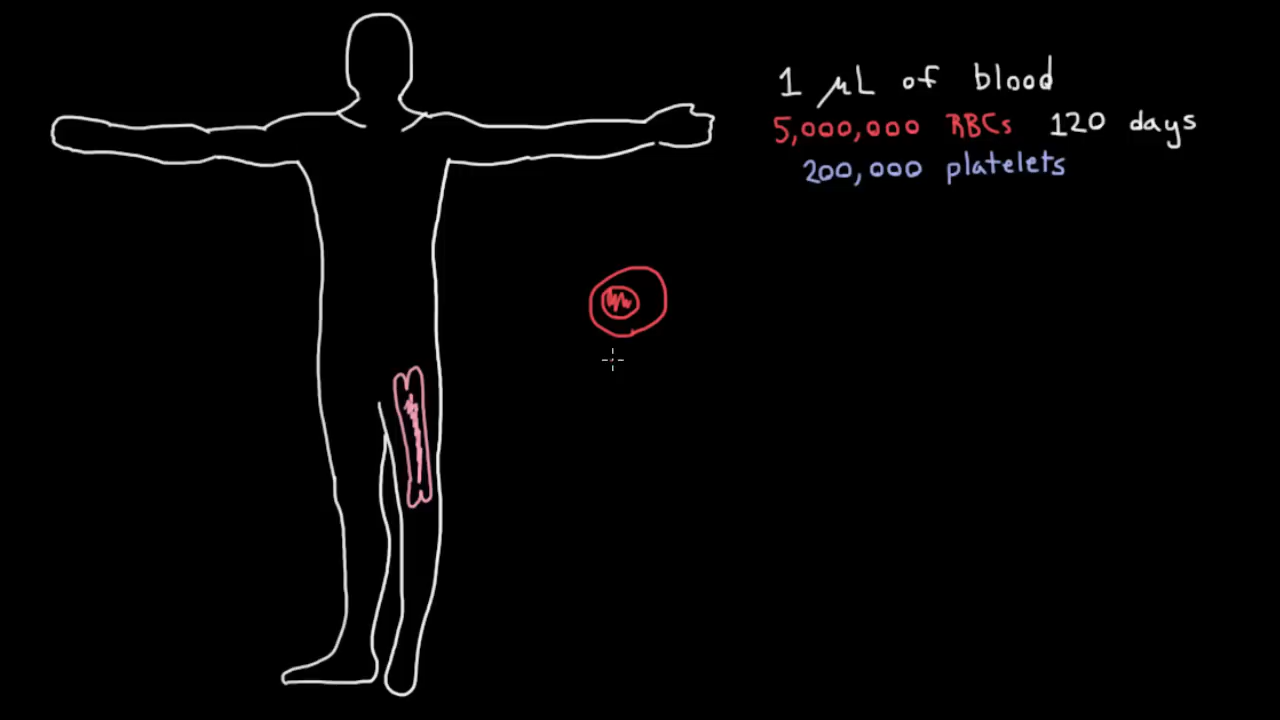 1 μL of blood
5,000,000 RBCs 120 days
200,000 platelets